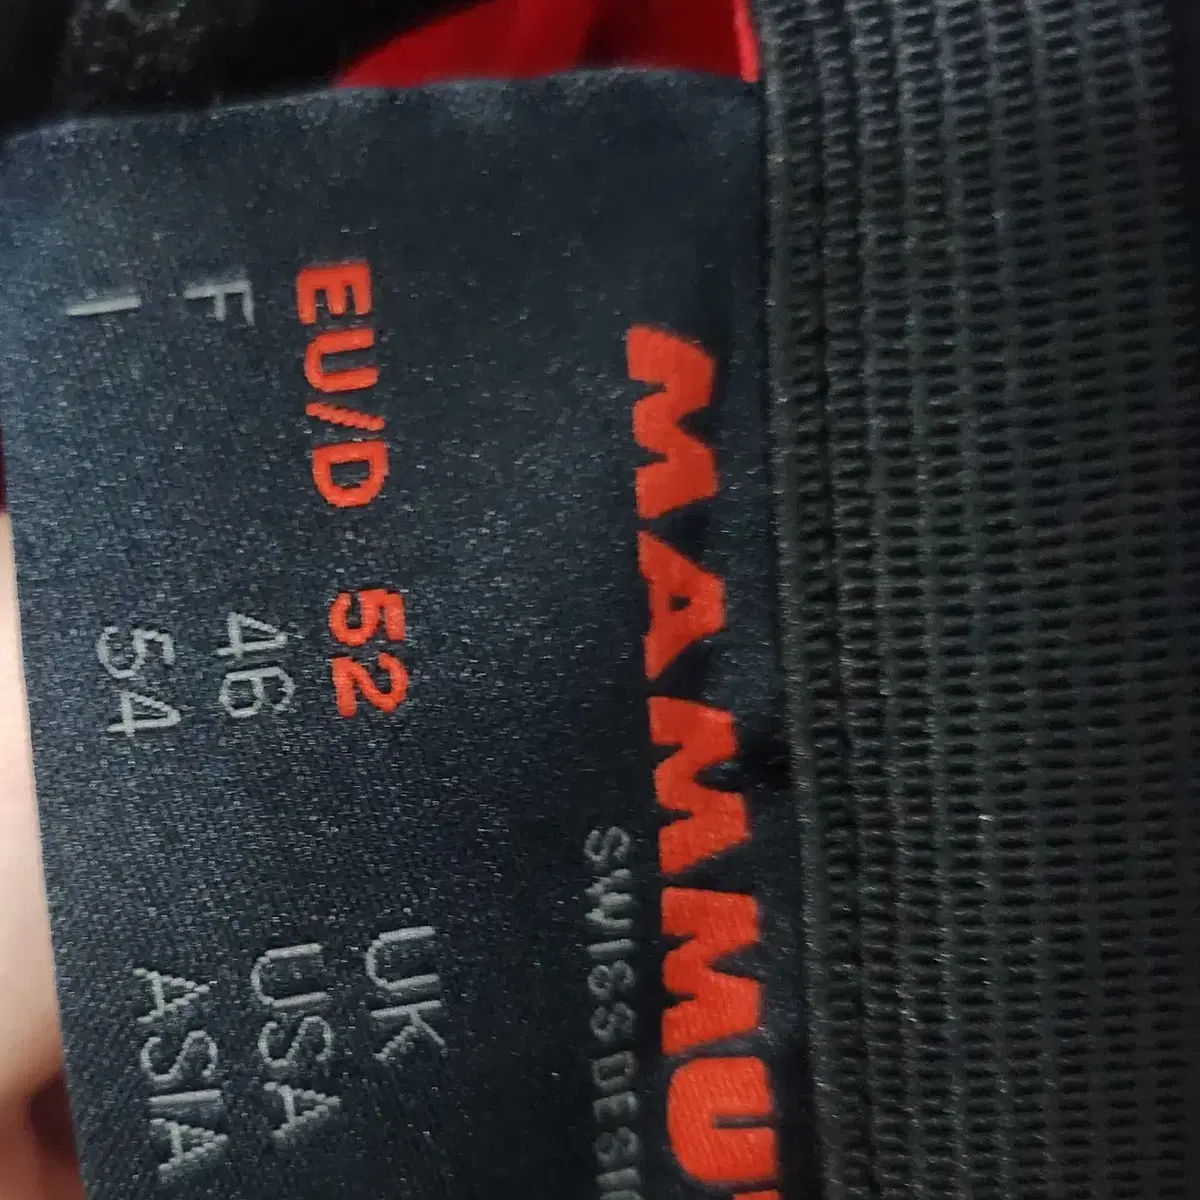 MAMMU
SWISS DESIG
EU/D 52 UK
F 46 USA
I 54 ASIA